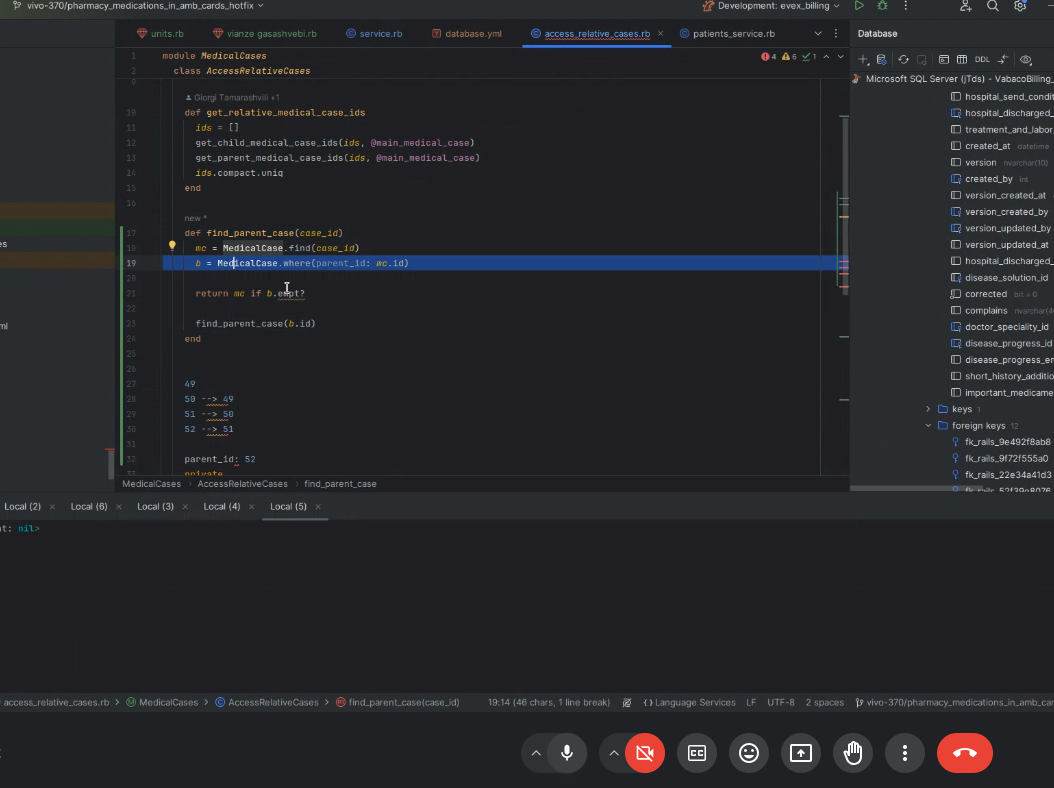 vivo-370/pharmacy_medications_in_amb_cards_hotfix
Development: evex_billing
units.rb
vianze gasashvebi.rb
service.rb
database.yml
access_relative_cases.rb
patients_service.rb
Database
1 module MedicalCases
4 6 1
2 class AccessRelativeCases
DDL
Microsoft SQL Server (jTds) - VabacoBilling_
9
Giorgi Tamarashvili +1
10 def get_relative_medical_case_ids
11 ids = []
12 get_child_medical_case_ids(ids, @main_medical_case)
13 get_parent_medical_case_ids(ids, @main_medical_case)
14 ids.compact.uniq
15 end
16
new *
17 def find_parent_case(case_id)
18 mc = MedicalCase.find(case_id)
19 b = MedicalCase.where(parent_id: mc.id)
20
21 return mc if b.empt?
22
23 find_parent_case(b.id)
24 end
25
26
27 49
28 50 --> 49
29 51 --> 50
30 52 --> 51
31
32 parent_id: 52
33 private
hospital_send_condit
hospital_discharged_
treatment_and_labor
created_at datetime
version nvarchar(10)
created_by int
version_created_at
version_created_by
version_updated_by
version_updated_at
hospital_discharged_
disease_solution_id
corrected bit = 0
complains nvarchar(4
doctor_speciality_id
disease_progress_id
disease_progress_en
short_history_additio
important_medicame
keys 1
foreign keys 12
fk_rails_9e492f8ab8
fk_rails_9f72f555a0
fk_rails_22e34a41d3
fk_rails_52f39e8076
es
ml
MedicalCases > AccessRelativeCases > find_parent_case
Local (2) Local (6) Local (3) Local (4) Local (5)
t: nil>
access_relative_cases.rb > MedicalCases > AccessRelativeCases > find_parent_case(case_id)
19:14 (46 chars, 1 line break) {} Language Services LF UTF-8 2 spaces vivo-370/pharmacy_medications_in_amb_car